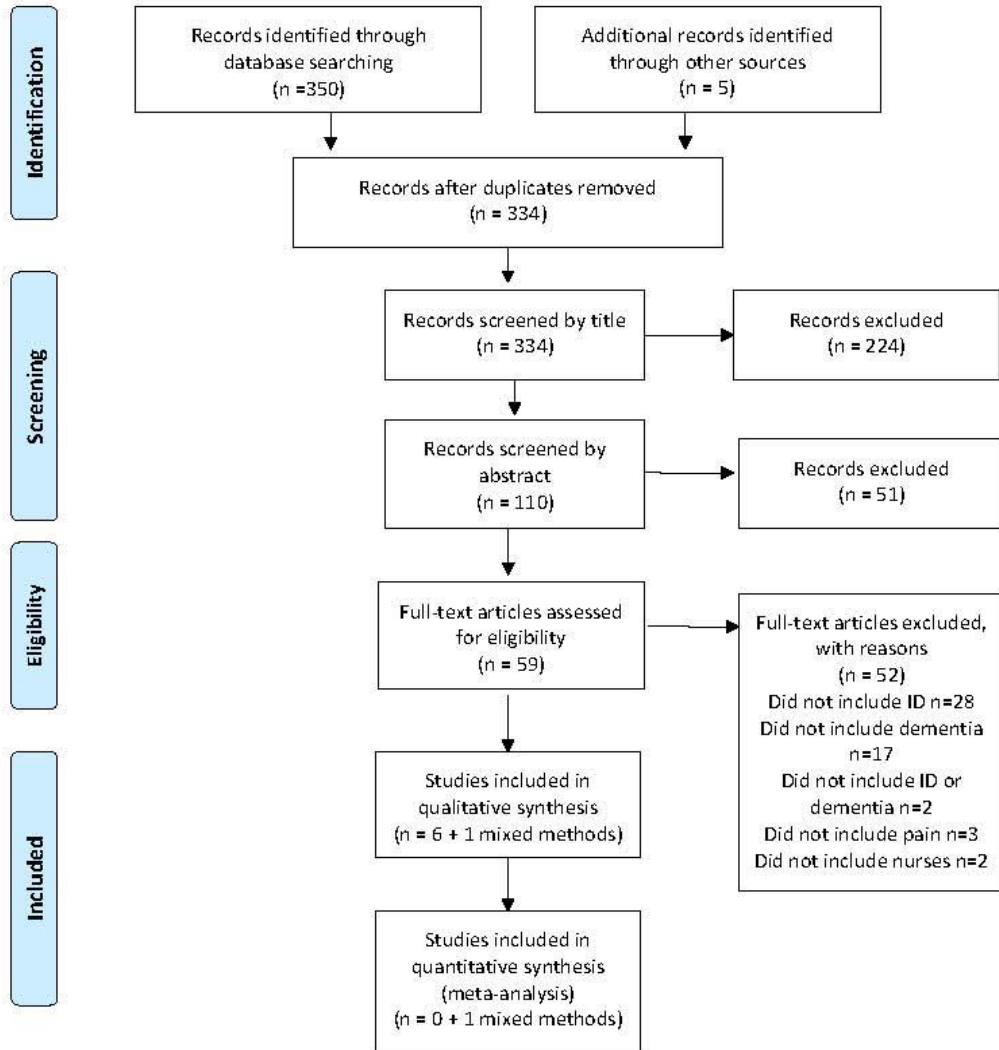 Identification
Records identified through
database searching
(n =350)
Additional records identified
through other sources
(n = 5)
Records after duplicates removed
(n = 334)
Screening
Records screened by title
(n = 334)
Records excluded
(n = 224)
Records screened by
abstract
(n = 110)
Records excluded
(n = 51)
Eligibility
Full-text articles assessed
for eligibility
(n = 59)
Full-text articles excluded,
with reasons
(n = 52)
Did not include ID n=28
Did not include dementia
n=17
Did not include ID or
dementia n=2
Did not include pain n=3
Did not include nurses n=2
Included
Studies included in
qualitative synthesis
(n = 6 + 1 mixed methods)
Studies included in
quantitative synthesis
(meta-analysis)
(n = 0 + 1 mixed methods)